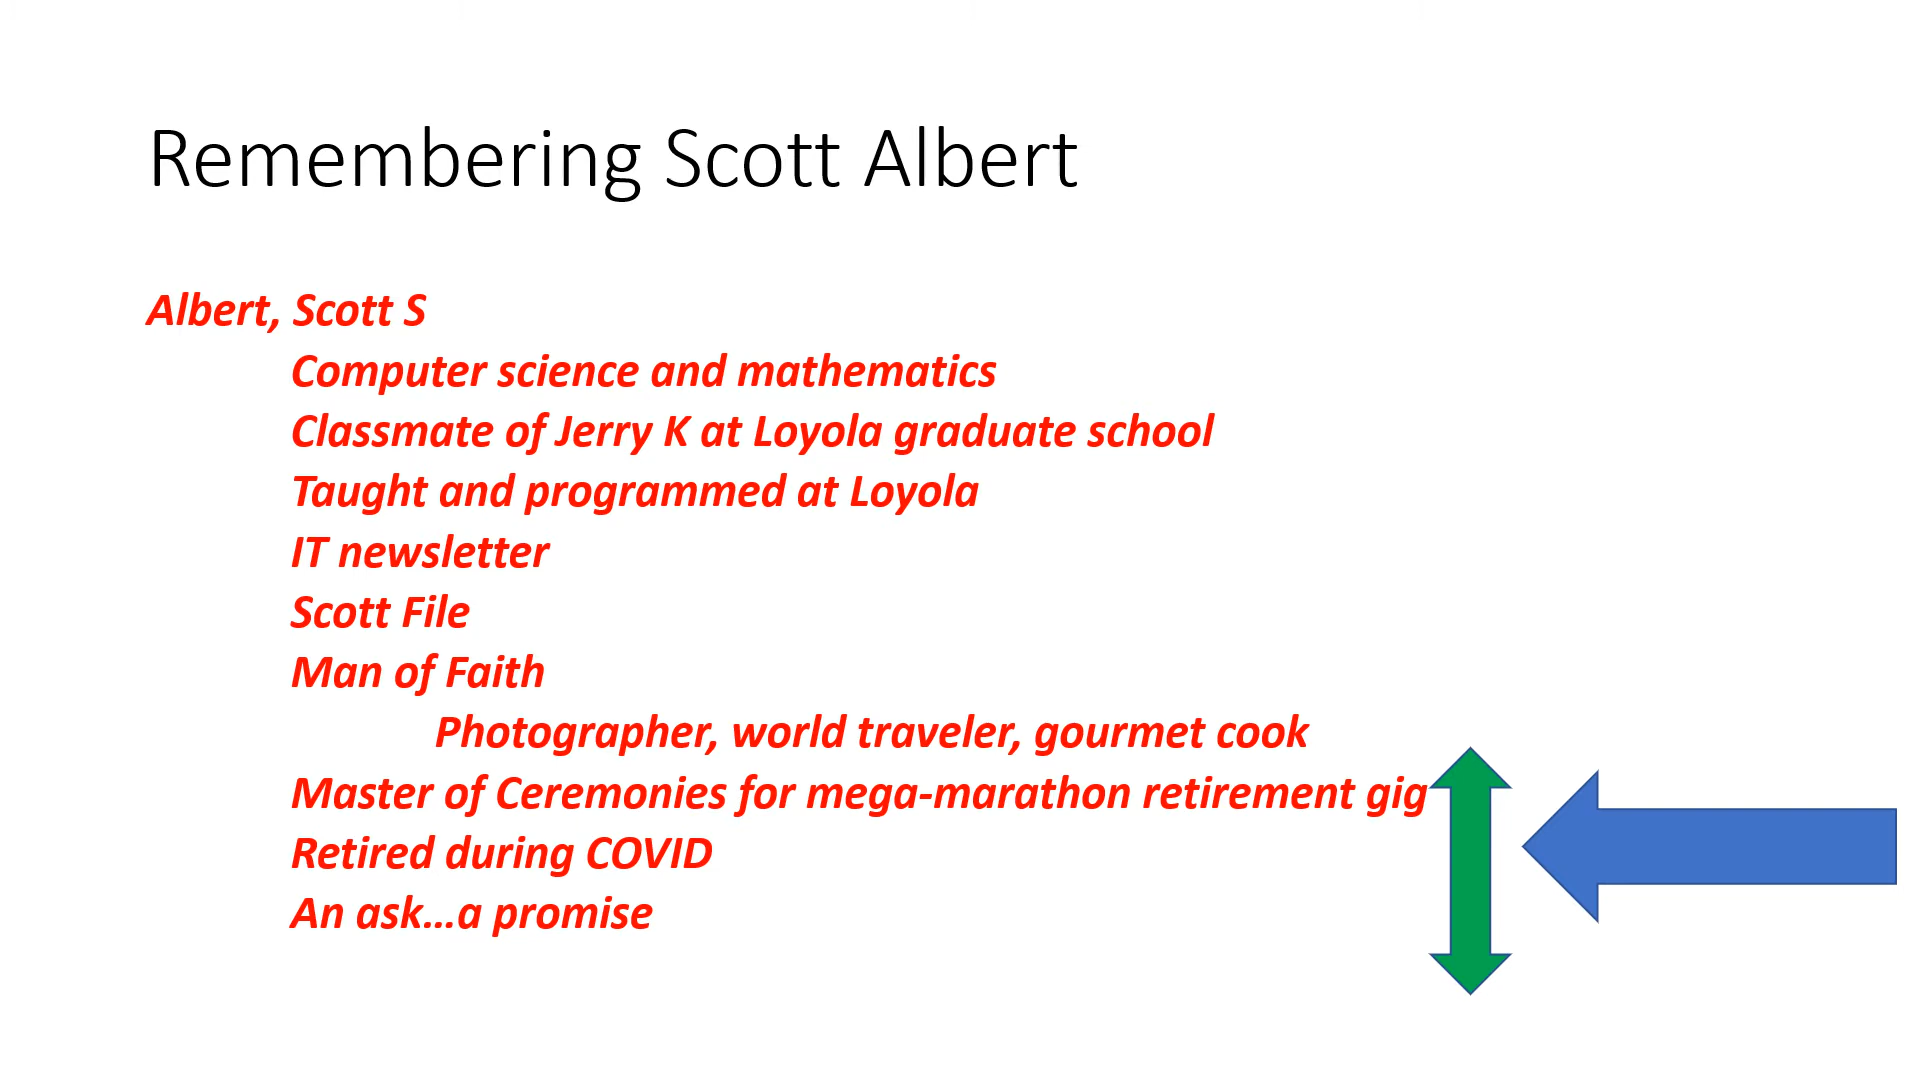 Remembering Scott Albert
Albert, Scott S
Computer science and mathematics
Classmate of Jerry K at Loyola graduate school
Taught and programmed at Loyola
IT newsletter
Scott File
Man of Faith
Photographer, world traveler, gourmet cook
Master of Ceremonies for mega-marathon retirement gig
Retired during COVID
An ask...a promise